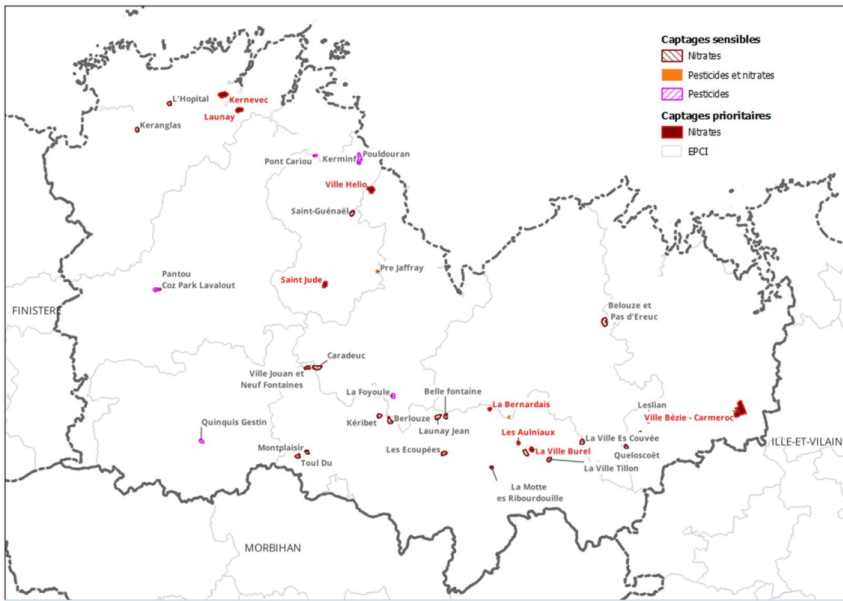 Captages sensibles
Nitrates
Pesticides et nitrates
Pesticides
Captages prioritaires
Nitrates
EPCI
L'Hopital
Kernevec
Launay
Keranglas
Pont Cariou
Kerminf
Pouldouran
Ville Helio
Saint-Guénaël
Pre Jaffray
Saint Jude
Pantou
Coz Park Lavalout
FINISTERE
Belouze et
Pas d'Ereuc
Caradeuc
Ville Jouan et
Neuf Fontaines
La Foyoule
Belle fontaine
La Bernardais
Leslian
Ville Bézie - Carmeroc
Quinquis Gestin
Kéribet
Berlouze
Launay Jean
Les Aulniaux
La Ville Es Couvée
ILLE-ET-VILAIN
Montplaisir
Toul Du
Les Ecoupées
La Ville Burel
Queloscoët
La Ville Tillon
La Motte
es Ribourdouille
MORBIHAN